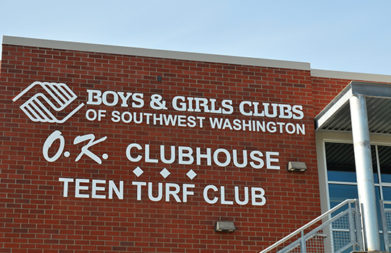 BOYS & GIRLS CLUBS
OF SOUTHWEST WASHINGTON
O.K. CLUBHOUSE
TEEN TURF CLUB